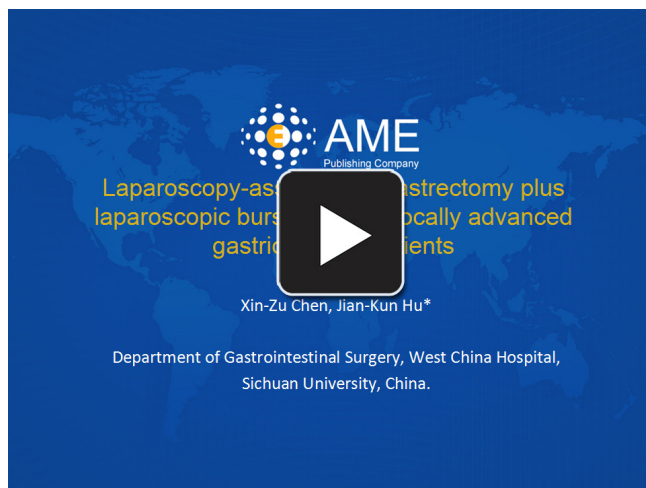 AME
Publishing Company
Laparoscopy-as astrectomy plus
laparoscopic burs ocally advanced
gastri ients
Xin-Zu Chen, Jian-Kun Hu*
Department of Gastrointestinal Surgery, West China Hospital,
Sichuan University, China.